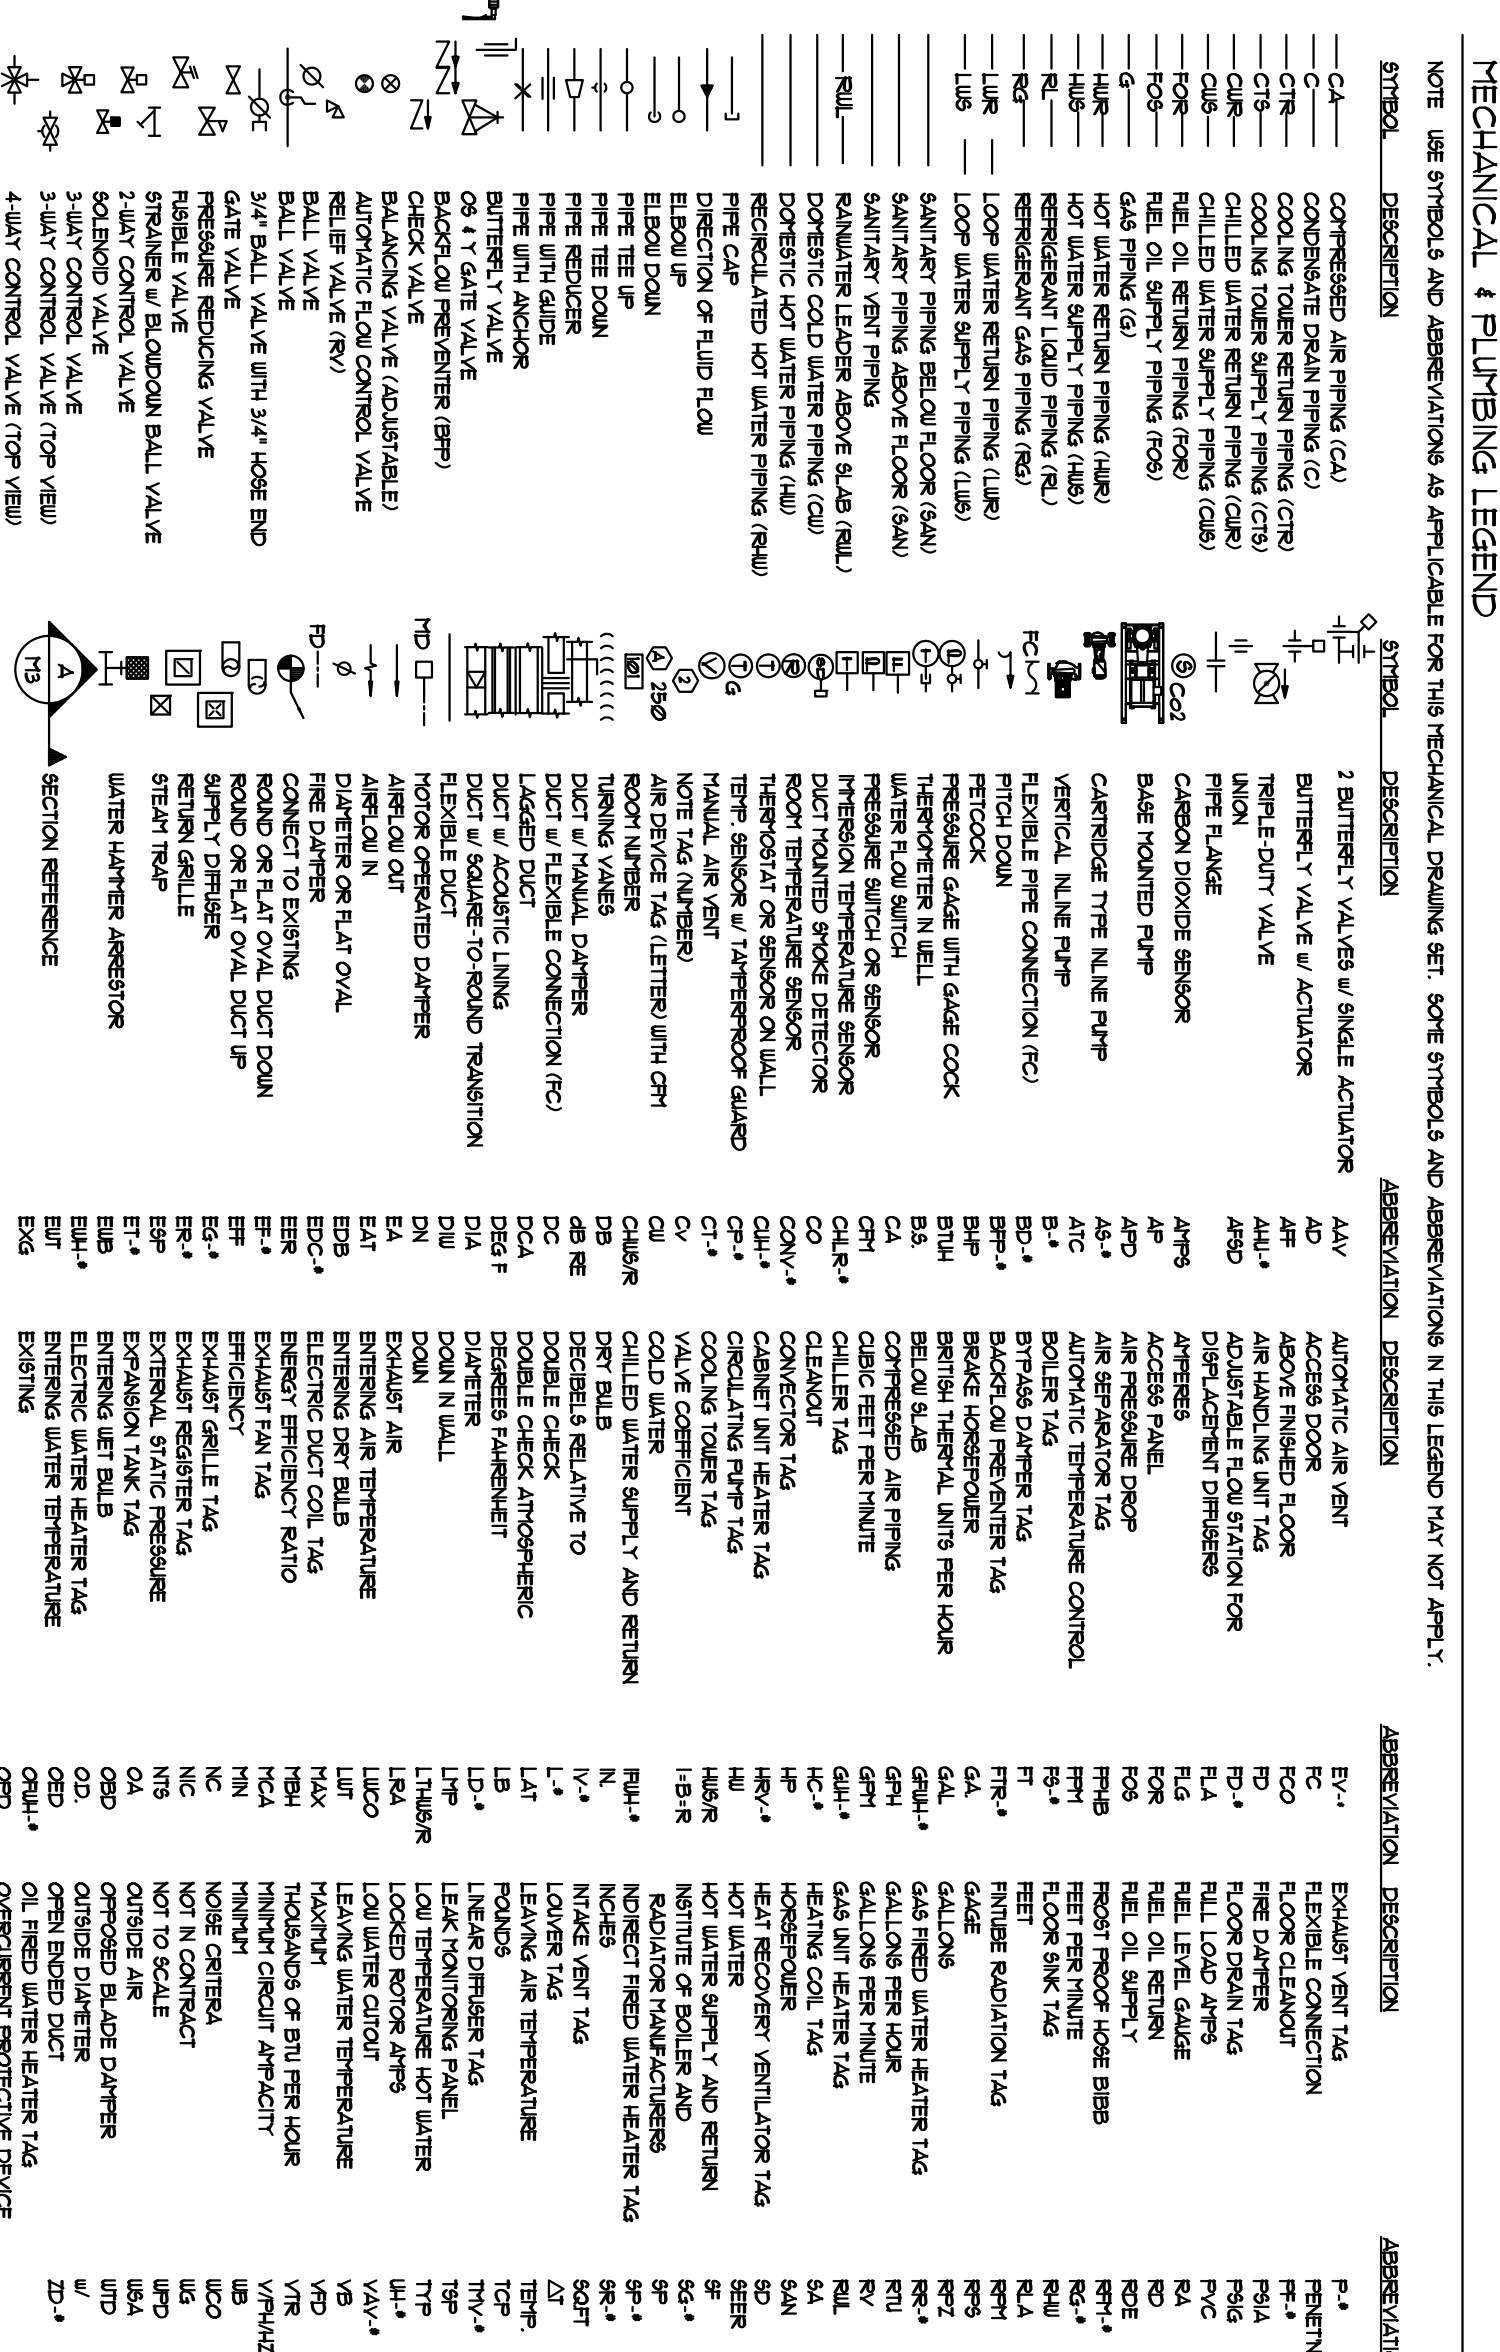 MECHANICAL & PLUMBING LEGEND
NOTE USE SYMBOLS AND ABBREVIATIONS AS APPLICABLE FOR THIS MECHANICAL DRAWING SET. SOME SYMBOLS AND ABBREVIATIONS IN THIS LEGEND MAY NOT APPLY.
SYMBOL DESCRIPTION
CA COMPRESSED AIR PIPING (CA)
C CONDENSATE DRAIN PIPING (C)
CTR COOLING TOWER RETURN PIPING (CTR)
CTS COOLING TOWER SUPPLY PIPING (CTS)
CWR CHILLED WATER RETURN PIPING (CWR)
CWS CHILLED WATER SUPPLY PIPING (CWS)
FOR FUEL OIL RETURN PIPING (FOR)
FOS FUEL OIL SUPPLY PIPING (FOS)
G GAS PIPING (G)
HWR HOT WATER RETURN PIPING (HWR)
HWS HOT WATER SUPPLY PIPING (HWS)
RL REFRIGERANT LIQUID PIPING (RL)
RG REFRIGERANT GAS PIPING (RG)
LWR LOOP WATER RETURN PIPING (LWR)
LWS LOOP WATER SUPPLY PIPING (LWS)
SANITARY PIPING BELOW FLOOR (SAN)
SANITARY PIPING ABOVE FLOOR (SAN)
SANITARY VENT PIPING
RWL RAINWATER LEADER ABOVE SLAB (RWL)
DOMESTIC COLD WATER PIPING (CW)
DOMESTIC HOT WATER PIPING (HW)
RECIRCULATED HOT WATER PIPING (RHW)
PIPE CAP
DIRECTION OF FLUID FLOW
ELBOW UP
ELBOW DOWN
PIPE TEE UP
PIPE TEE DOWN
PIPE REDUCER
PIPE WITH GUIDE
PIPE WITH ANCHOR
BUTTERFLY VALVE
OS & Y GATE VALVE
BACKFLOW PREVENTER (BFP)
CHECK VALVE
BALANCING VALVE (ADJUSTABLE)
AUTOMATIC FLOW CONTROL VALVE
RELIEF VALVE (RV)
BALL VALVE
BALL VALVE
3/4" BALL VALVE WITH 3/4" HOSE END
GATE VALVE
PRESSURE REDUCING VALVE
FUSIBLE VALVE
STRAINER w/ BLOWDOWN BALL VALVE
2-WAY CONTROL VALVE
SOLENOID VALVE
3-WAY CONTROL VALVE
3-WAY CONTROL VALVE (TOP VIEW)
4-WAY CONTROL VALVE (TOP VIEW)
SYMBOL DESCRIPTION
2 BUTTERFLY VALVES w/ SINGLE ACTUATOR
BUTTERFLY VALVE w/ ACTUATOR
TRIPLE-DUTY VALVE
UNION
PIPE FLANGE
S Co2 CARBON DIOXIDE SENSOR
BASE MOUNTED PUMP
CARTRIDGE TYPE INLINE PUMP
VERTICAL INLINE PUMP
FC FLEXIBLE PIPE CONNECTION (FC)
PITCH DOWN
PETCOCK
P PRESSURE GAGE WITH GAGE COCK
T THERMOMETER IN WELL
F WATER FLOW SWITCH
P PRESSURE SWITCH OR SENSOR
T IMMERSION TEMPERATURE SENSOR
SD DUCT MOUNTED SMOKE DETECTOR
R ROOM TEMPERATURE SENSOR
T THERMOSTAT OR SENSOR ON WALL
T G TEMP. SENSOR w/ TAMPERPROOF GUARD
V MANUAL AIR VENT
2 NOTE TAG (NUMBER)
A 250 AIR DEVICE TAG (LETTER) WITH CFM
101 ROOM NUMBER
TURNING VANES
DUCT w/ MANUAL DAMPER
DUCT w/ FLEXIBLE CONNECTION (FC)
LAGGED DUCT
DUCT w/ ACOUSTIC LINING
DUCT w/ SQUARE-TO-ROUND TRANSITION
FLEXIBLE DUCT
MD MOTOR OPERATED DAMPER
AIRFLOW OUT
AIRFLOW IN
DIAMETER OR FLAT OVAL
FD FIRE DAMPER
CONNECT TO EXISTING
ROUND OR FLAT OVAL DUCT DOWN
ROUND OR FLAT OVAL DUCT UP
SUPPLY DIFFUSER
RETURN GRILLE
STEAM TRAP
WATER HAMMER ARRESTOR
A M3 A SECTION REFERENCE
ABBREVIATION DESCRIPTION
AAV AUTOMATIC AIR VENT
AD ACCESS DOOR
AFF ABOVE FINISHED FLOOR
AHU-# AIR HANDLING UNIT TAG
AFSD ADJUSTABLE FLOW STATION FOR
DISPLACEMENT DIFFUSERS
AMPS AMPERES
AP ACCESS PANEL
APD AIR PRESSURE DROP
AS-# AIR SEPARATOR TAG
ATC AUTOMATIC TEMPERATURE CONTROL
B-# BOILER TAG
BD-# BYPASS DAMPER TAG
BFP-# BACKFLOW PREVENTER TAG
BHP BRAKE HORSEPOWER
BTUH BRITISH THERMAL UNITS PER HOUR
B.S. BELOW SLAB
CA COMPRESSED AIR PIPING
CFM CUBIC FEET PER MINUTE
CHLR-# CHILLER TAG
CO CLEANOUT
CONV-# CONVECTOR TAG
CUH-# CABINET UNIT HEATER TAG
CP-# CIRCULATING PUMP TAG
CT-# COOLING TOWER TAG
Cv VALVE COEFFICIENT
CW COLD WATER
CHWS/R CHILLED WATER SUPPLY AND RETURN
DB DRY BULB
dB RE DECIBELS RELATIVE TO
DC DOUBLE CHECK
DCA DOUBLE CHECK ATMOSPHERIC
DEG F DEGREES FAHRENHEIT
DIA DIAMETER
DIW DOWN IN WALL
DN DOWN
EA EXHAUST AIR
EAT ENTERING AIR TEMPERATURE
EDB ENTERING DRY BULB
EDC-# ELECTRIC DUCT COIL TAG
EER ENERGY EFFICIENCY RATIO
EF-# EXHAUST FAN TAG
EFF EFFICIENCY
EG-# EXHAUST GRILLE TAG
ER-# EXHAUST REGISTER TAG
ESP EXTERNAL STATIC PRESSURE
ET-# EXPANSION TANK TAG
EWB ENTERING WET BULB
EWH-# ELECTRIC WATER HEATER TAG
EWT ENTERING WATER TEMPERATURE
EXG EXISTING
ABBREVIATION DESCRIPTION
EV-# EXHAUST VENT TAG
FC FLEXIBLE CONNECTION
FCO FLOOR CLEANOUT
FD FIRE DAMPER
FD-# FLOOR DRAIN TAG
FLA FULL LOAD AMPS
FLG FUEL LEVEL GAUGE
FOR FUEL OIL RETURN
FOS FUEL OIL SUPPLY
FPHB FROST PROOF HOSE BIBB
FPM FEET PER MINUTE
FS-# FLOOR SINK TAG
FT FEET
FTR-# FINTUBE RADIATION TAG
GA. GAGE
GAL GALLONS
GFWH-# GAS FIRED WATER HEATER TAG
GPH GALLONS PER HOUR
GPM GALLONS PER MINUTE
GUH-# GAS UNIT HEATER TAG
HC-# HEATING COIL TAG
HP HORSEPOWER
HRV-# HEAT RECOVERY VENTILATOR TAG
HW HOT WATER
HWS/R HOT WATER SUPPLY AND RETURN
I=B=R INSTITUTE OF BOILER AND
RADIATOR MANUFACTURERS
IFWH-# INDIRECT FIRED WATER HEATER TAG
IN. INCHES
IV-# INTAKE VENT TAG
L-# LOUVER TAG
LAT LEAVING AIR TEMPERATURE
LB POUNDS
LD-# LINEAR DIFFUSER TAG
LMP LEAK MONITORING PANEL
LTHWS/R LOW TEMPERATURE HOT WATER
LRA LOCKED ROTOR AMPS
LWCO LOW WATER CUTOUT
LWT LEAVING WATER TEMPERATURE
MAX MAXIMUM
MBH THOUSANDS OF BTU PER HOUR
MCA MINIMUM CIRCUIT AMPACITY
MIN MINIMUM
NC NOISE CRITERA
NIC NOT IN CONTRACT
NTS NOT TO SCALE
OA OUTSIDE AIR
OBD OPPOSED BLADE DAMPER
O.D. OUTSIDE DIAMETER
OED OPEN ENDED DUCT
OFWH-# OIL FIRED WATER HEATER TAG
OPD OVERCURRENT PROTECTIVE DEVICE
ABBREVIATI
P-#
PENETN
PF-#
PSIA
PSIG
PVC
RA
RD
RDE
RFM-#
RG-#
RHW
RLA
RPM
RPS
RPZ
RR-#
RTU
RV
RWL
SA
SAN
SD
SEER
SF
SG-#
SP
SP-#
SR-#
SQFT
ΔT
TEMP.
TCP
TMV-#
TSP
TYP
UH-#
VAV-#
VB
VFD
VTR
V/PH/HZ
WB
WCO
WG
WPD
WSA
WTD
w/
ZD-#